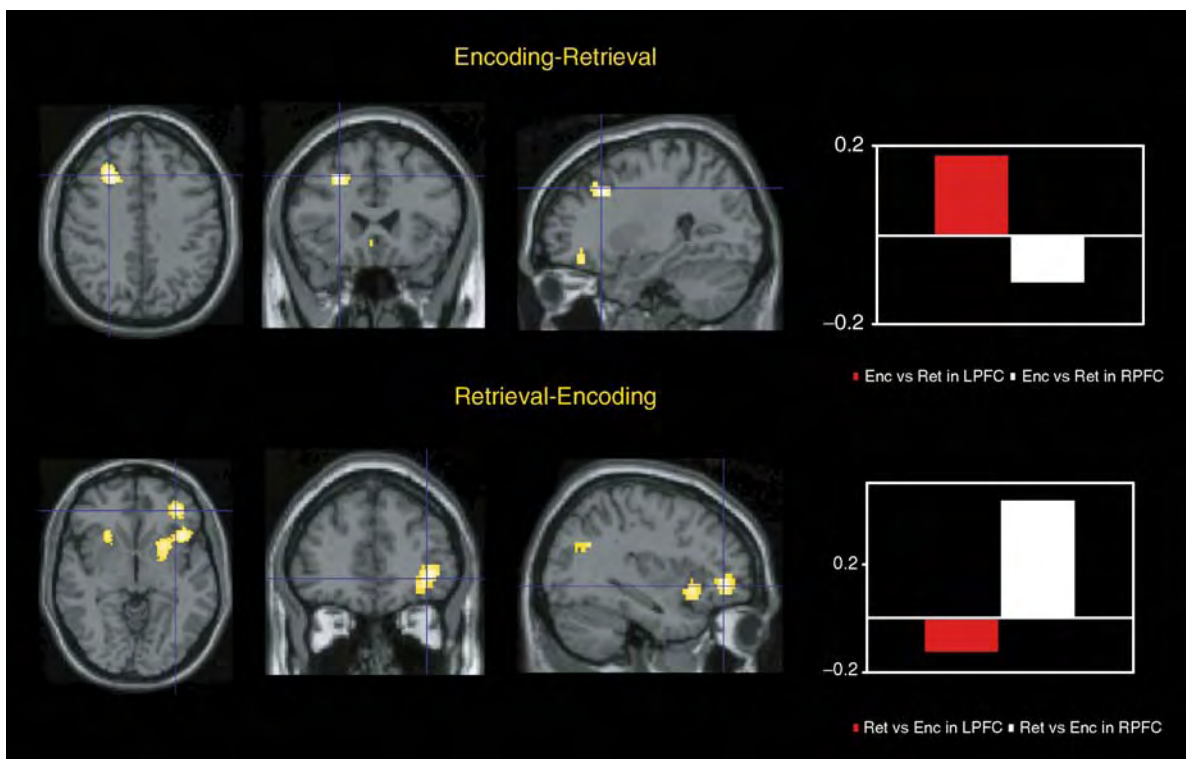 Encoding-Retrieval
0.2
−0.2
Enc vs Ret in LPFC Enc vs Ret in RPFC
Retrieval-Encoding
0.2
−0.2
Ret vs Enc in LPFC Ret vs Enc in RPFC